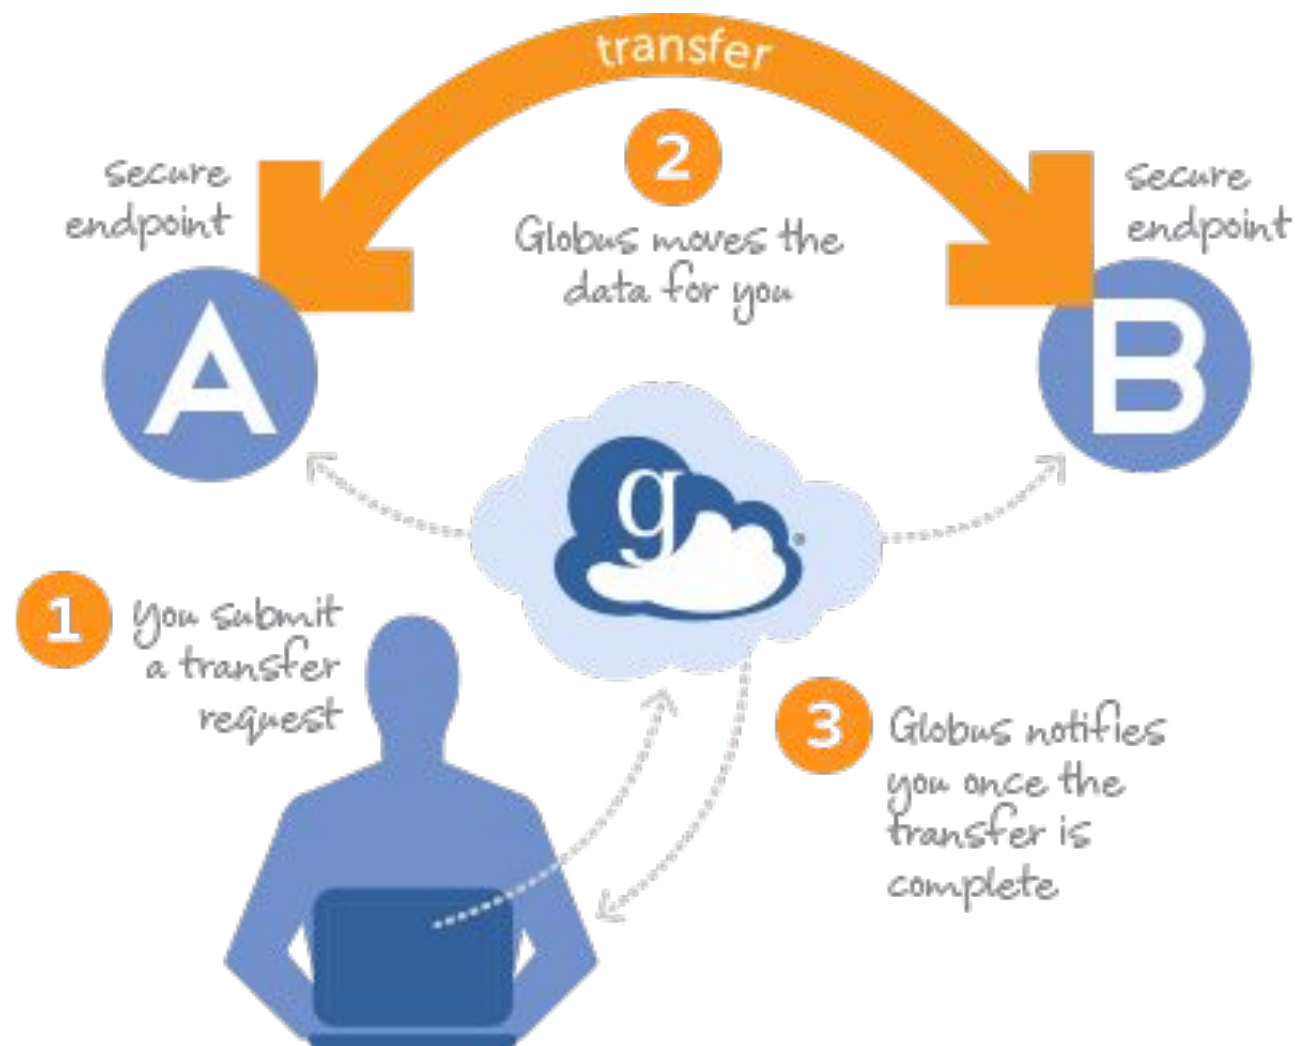 transfer
2
secure
endpoint
Globus moves the
data for you
secure
endpoint
A
B
g
®
1
you submit
a transfer
request
3
Globus notifies
you once the
transfer is
complete